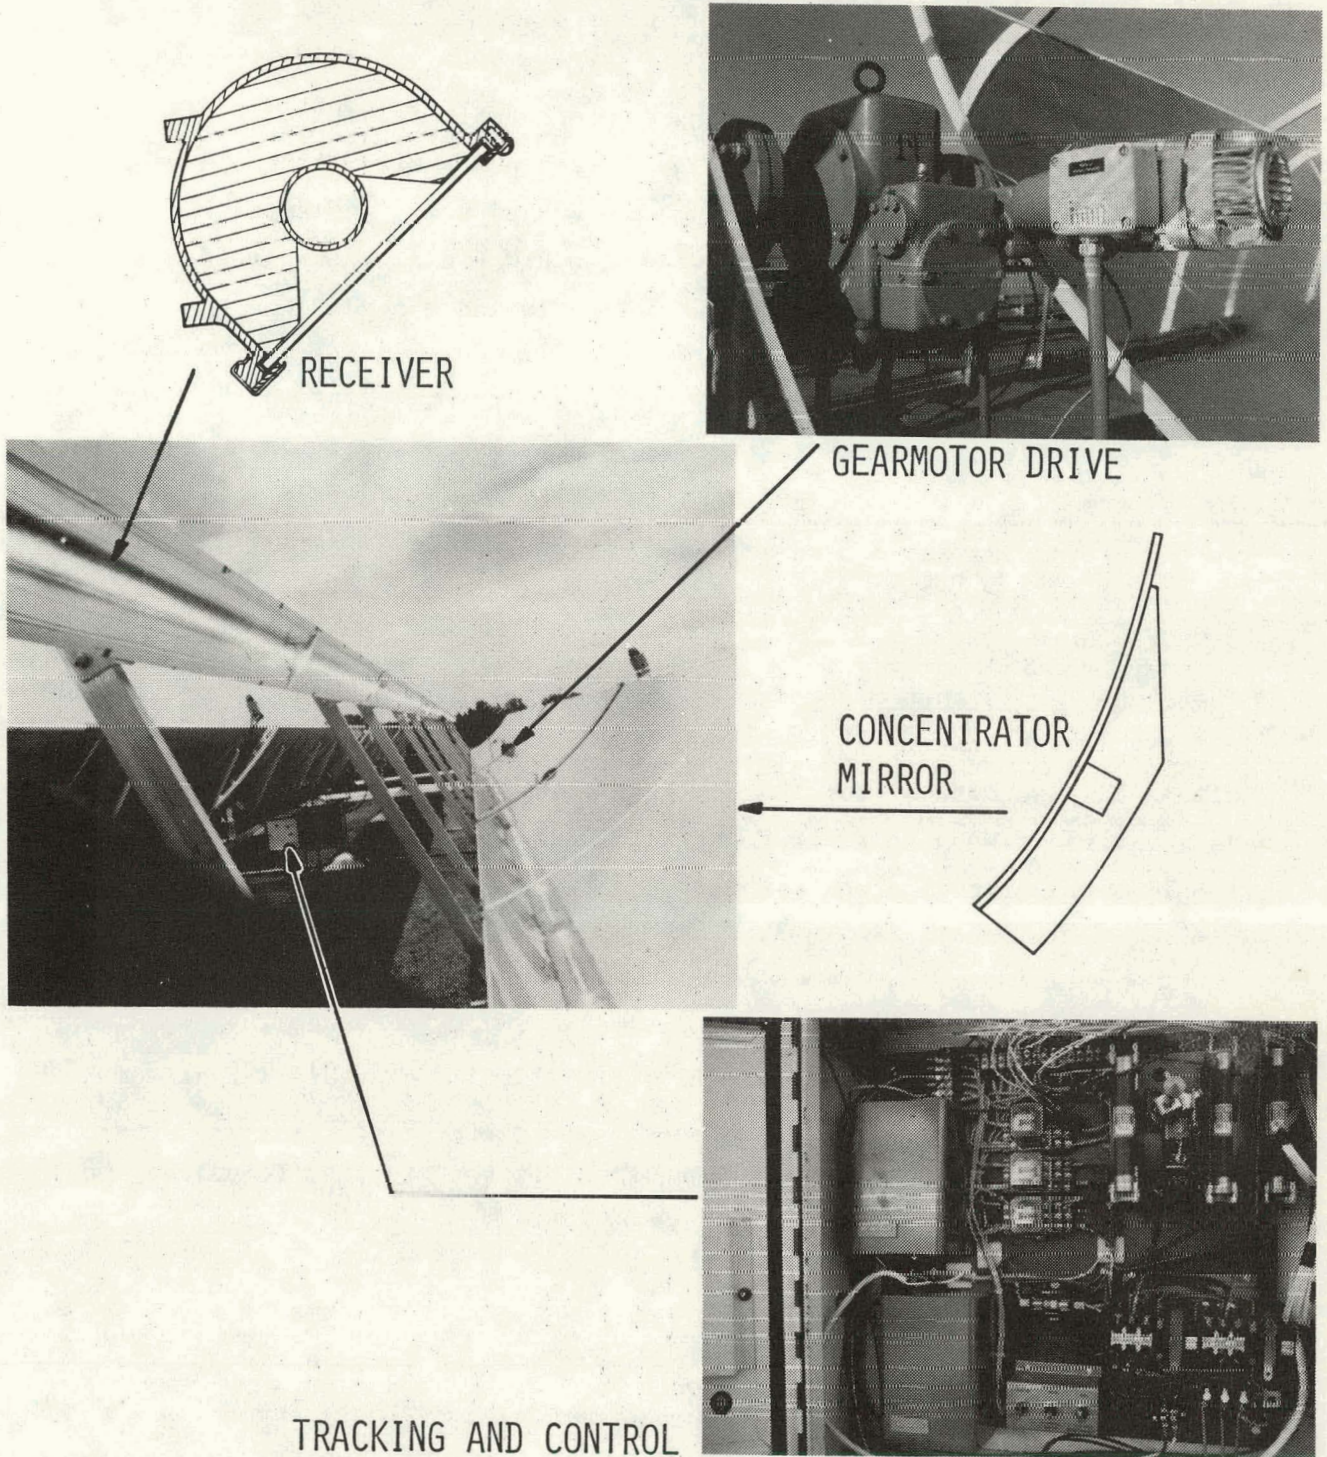 RECEIVER
GEARMOTOR DRIVE
CONCENTRATOR
MIRROR
TRACKING AND CONTROL